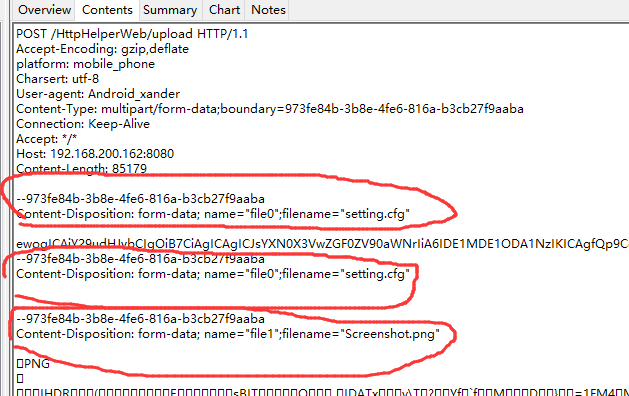 Overview Contents Summary Chart Notes
POST /HttpHelperWeb/upload HTTP/1.1
Accept-Encoding: gzip,deflate
platform: mobile_phone
Charsert: utf-8
User-agent: Android_xander
Content-Type: multipart/form-data;boundary=973fe84b-3b8e-4fe6-816a-b3cb27f9aaba
Connection: Keep-Alive
Accept: */*
Host: 192.168.200.162:8080
Content-Length: 85179
--973fe84b-3b8e-4fe6-816a-b3cb27f9aaba
Content-Disposition: form-data; name="file0";filename="setting.cfg"
ewogICAiY29udHJvbCIgOiB7CiAgICAgICJsYXN0X3VwZGF0ZV90aWNrIiA6IDE1MDE1ODA1NzIKICAgfQp9C
--973fe84b-3b8e-4fe6-816a-b3cb27f9aaba
Content-Disposition: form-data; name="file0";filename="setting.cfg"
--973fe84b-3b8e-4fe6-816a-b3cb27f9aaba
Content-Disposition: form-data; name="file1";filename="Screenshot.png"
PNG
IHDR sBIT IDATx